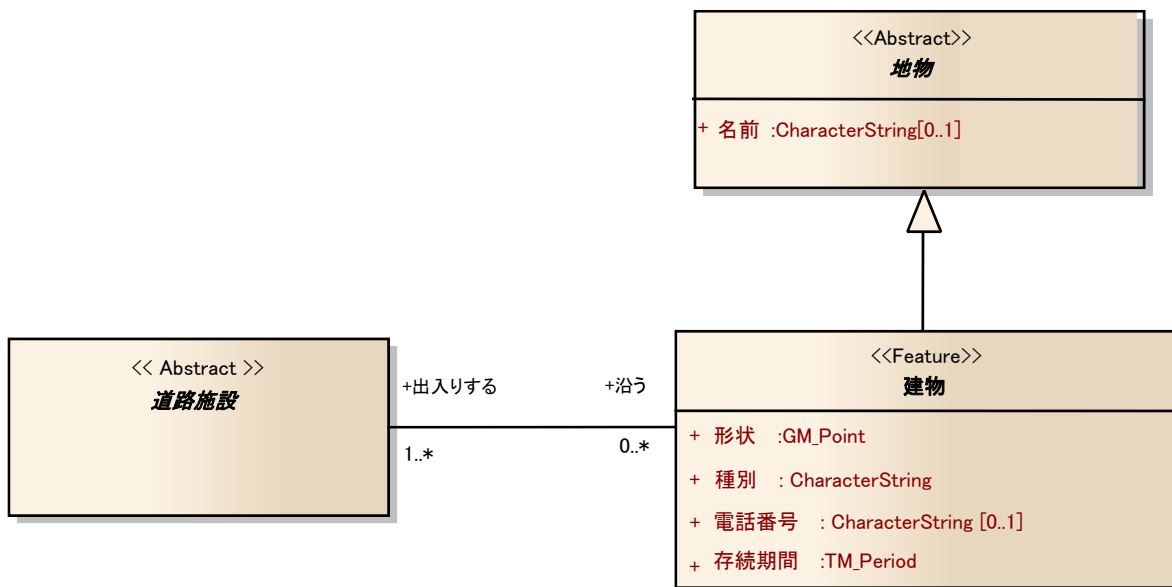 <<Abstract>>
地物
+ 名前 :CharacterString[0..1]
<< Abstract >>
道路施設
+出入りする
1..*
+沿う
0..*
<<Feature>>
建物
+ 形状 :GM_Point
+ 種別 : CharacterString
+ 電話番号 : CharacterString [0..1]
+ 存続期間 :TM_Period